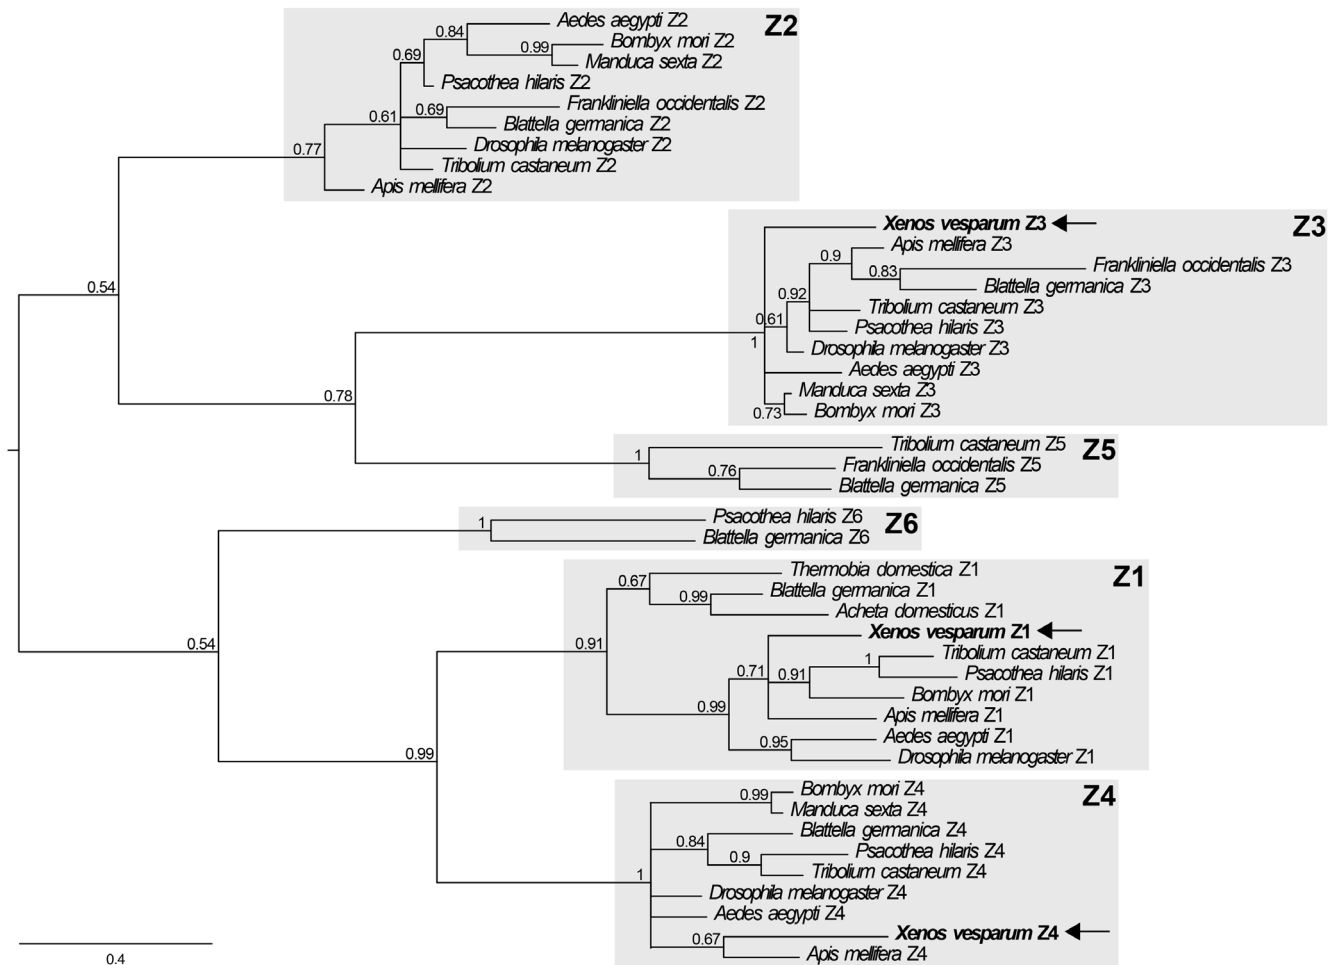 Aedes aegypti Z2
Z2
0.84
Bombyx mori Z2
0.99
0.69
Manduca sexta Z2
Psacothea hilaris Z2
Frankliniella occidentalis Z2
0.69
0.61
Blattella germanica Z2
Drosophila melanogaster Z2
0.77
Tribolium castaneum Z2
Apis mellifera Z2
Xenos vesparum Z3
Z3
Apis mellifera Z3
0.9
Frankliniella occidentalis Z3
0.83
Blattella germanica Z3
0.54
0.92
Tribolium castaneum Z3
0.61
Psacothea hilaris Z3
1
Drosophila melanogaster Z3
Aedes aegypti Z3
Manduca sexta Z3
0.78
0.73
Bombyx mori Z3
Tribolium castaneum Z5
Z5
1
Frankliniella occidentalis Z5
0.76
Blattella germanica Z5
Psacothea hilaris Z6
Z6
1
Blattella germanica Z6
Thermobia domestica Z1
Z1
0.67
Blattella germanica Z1
0.99
Acheta domesticus Z1
Xenos vesparum Z1
0.54
0.91
Tribolium castaneum Z1
1
0.71
0.91
Psacothea hilaris Z1
Bombyx mori Z1
0.99
Apis mellifera Z1
Aedes aegypti Z1
0.95
0.99
Drosophila melanogaster Z1
Bombyx mori Z4
Z4
0.99
Manduca sexta Z4
Blattella germanica Z4
0.84
Psacothea hilaris Z4
0.9
1
Tribolium castaneum Z4
Drosophila melanogaster Z4
Aedes aegypti Z4
Xenos vesparum Z4
0.67
Apis mellifera Z4
0.4